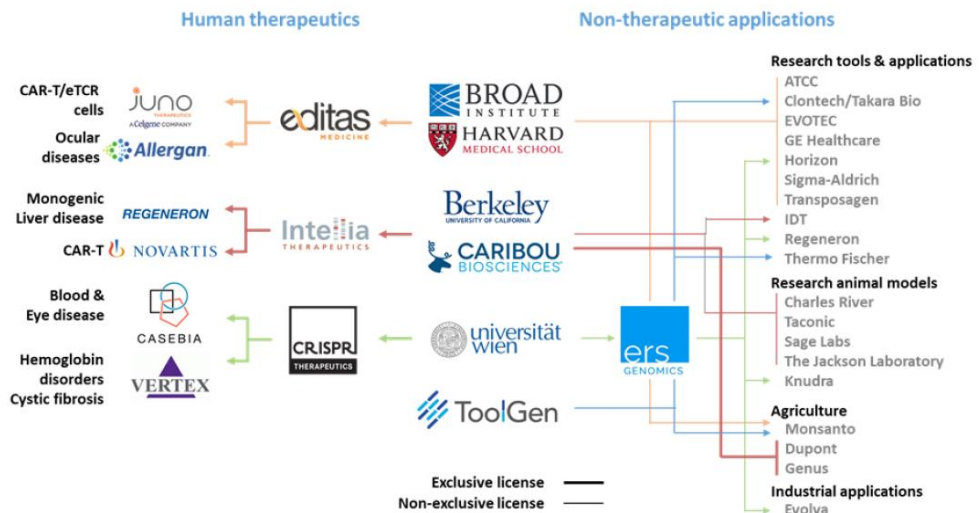 Human therapeutics
Non-therapeutic applications
CAR-T/eTCR
cells
JUNO
THERAPEUTICS
A Celgene COMPANY
Ocular
diseases
Allergan.
editas
MEDICINE
BROAD
INSTITUTE
HARVARD
MEDICAL SCHOOL
Monogenic
Liver disease
REGENERON
CAR-T
NOVARTIS
Intellia
THERAPEUTICS
Berkeley
UNIVERSITY OF CALIFORNIA
CARIBOU
BIOSCIENCES
Blood &
Eye disease
CASEBIA
Hemoglobin
disorders
Cystic fibrosis
VERTEX
CRISPR
THERAPEUTICS
universität
wien
ers
GENOMICS
ToolGen
Exclusive license
Non-exclusive license
Research tools & applications
ATCC
Clontech/Takara Bio
EVOTEC
GE Healthcare
Horizon
Sigma-Aldrich
Transposagen
IDT
Regeneron
Thermo Fischer
Research animal models
Charles River
Taconic
Sage Labs
The Jackson Laboratory
Knudra
Agriculture
Monsanto
Dupont
Genus
Industrial applications
Evolva